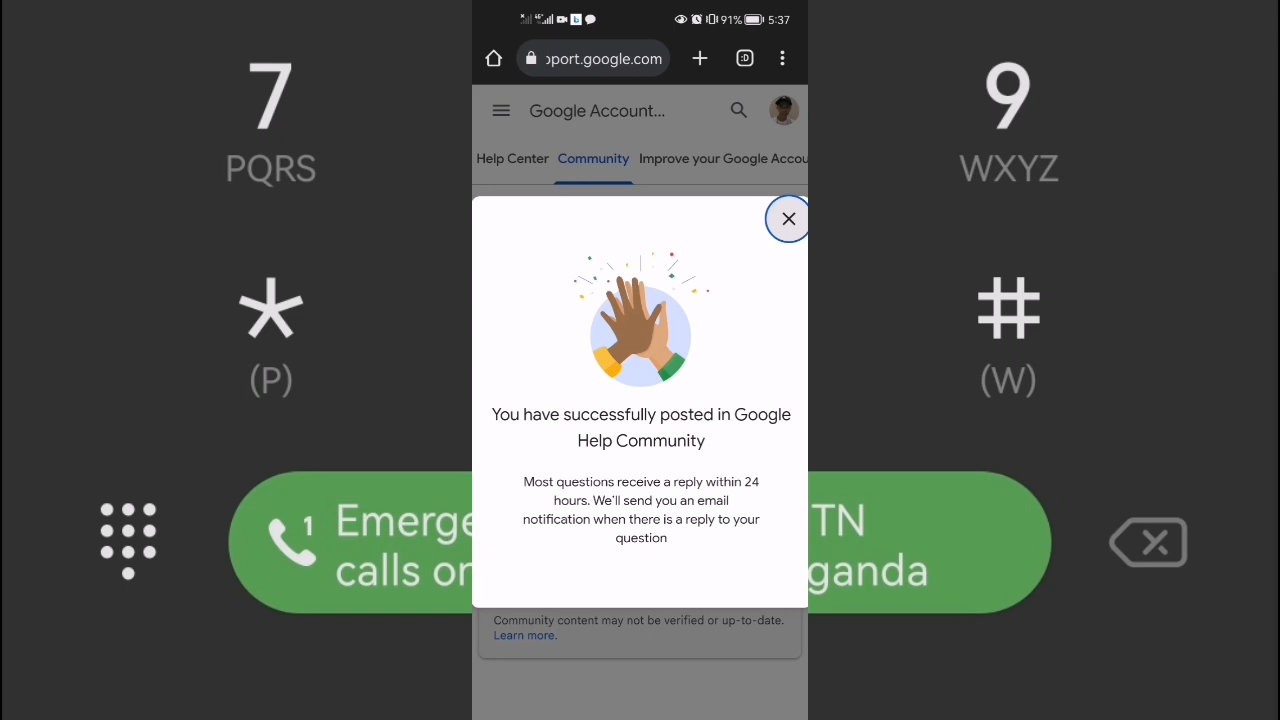 91% 5:37
port.google.com
Google Account...
Help Center Community Improve your Google Accou
7
PQRS
9
WXYZ
*
(P)
#
(W)
You have successfully posted in Google
Help Community
Most questions receive a reply within 24
hours. We'll send you an email
notification when there is a reply to your
question
1
Emerge
calls on
TN
ganda
Community content may not be verified or up-to-date.
Learn more.